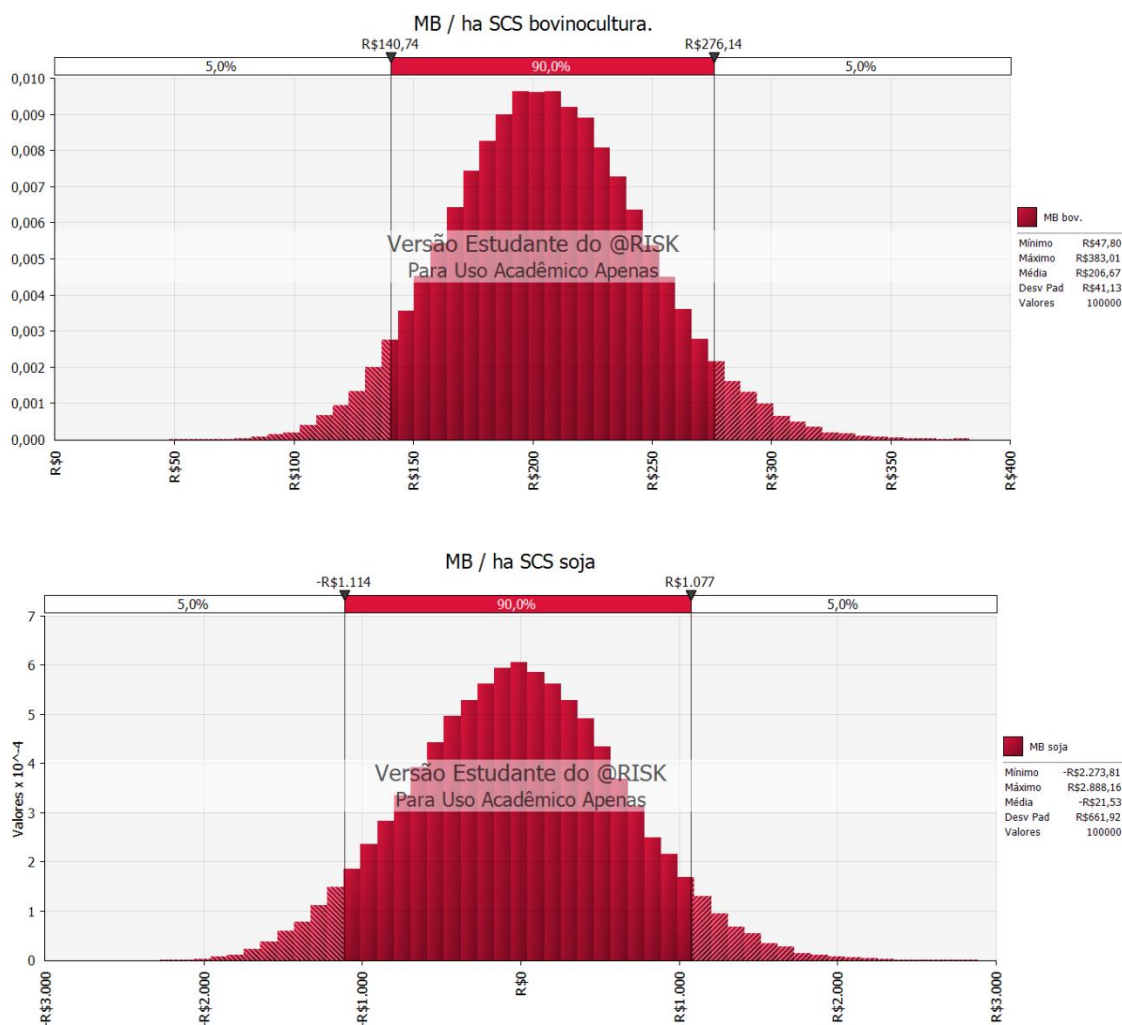 MB / ha SCS bovinocultura.
R$140,74 R$276,14
5,0% 90,0% 5,0%
0,010
0,009
0,008
0,007
0,006
0,005
0,004
0,003
0,002
0,001
0,000
Versão Estudante do @RISK
Para Uso Acadêmico Apenas
MB bov.
Mínimo R$47,80
Máximo R$383,01
Média R$206,67
Desv Pad R$41,13
Valores 100000
R$0 R$50 R$100 R$150 R$200 R$250 R$300 R$350 R$400
MB / ha SCS soja
-R$1.114 R$1.077
5,0% 90,0% 5,0%
Valores x 10^-4
7
6
5
4
3
2
1
0
Versão Estudante do @RISK
Para Uso Acadêmico Apenas
MB soja
Mínimo -R$2.273,81
Máximo R$2.888,16
Média -R$21,53
Desv Pad R$661,92
Valores 100000
-R$3.000 -R$2.000 -R$1.000 R$0 R$1.000 R$2.000 R$3.000